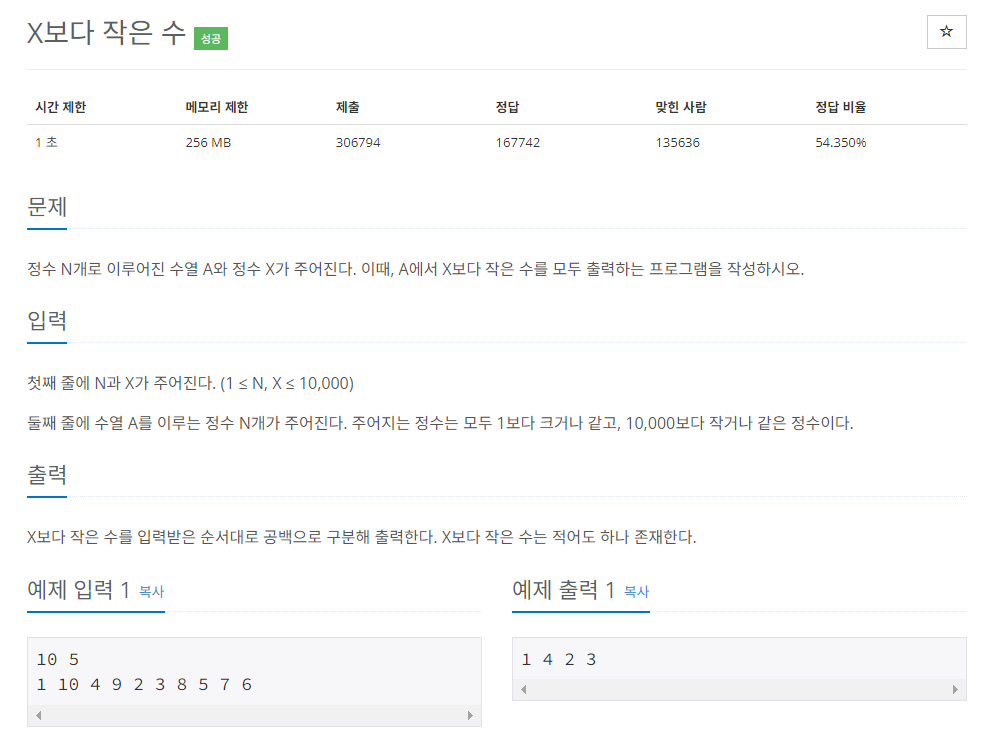 X보다 작은 수 성공
☆
시간 제한 메모리 제한 제출 정답 맞힌 사람 정답 비율
1 초 256 MB 306794 167742 135636 54.350%
문제
정수 N개로 이루어진 수열 A와 정수 X가 주어진다. 이때, A에서 X보다 작은 수를 모두 출력하는 프로그램을 작성하시오.
입력
첫째 줄에 N과 X가 주어진다. (1 ≤ N, X ≤ 10,000)
둘째 줄에 수열 A를 이루는 정수 N개가 주어진다. 주어지는 정수는 모두 1보다 크거나 같고, 10,000보다 작거나 같은 정수이다.
출력
X보다 작은 수를 입력받은 순서대로 공백으로 구분해 출력한다. X보다 작은 수는 적어도 하나 존재한다.
예제 입력 1 복사
10 5
1 10 4 9 2 3 8 5 7 6
예제 출력 1 복사
1 4 2 3